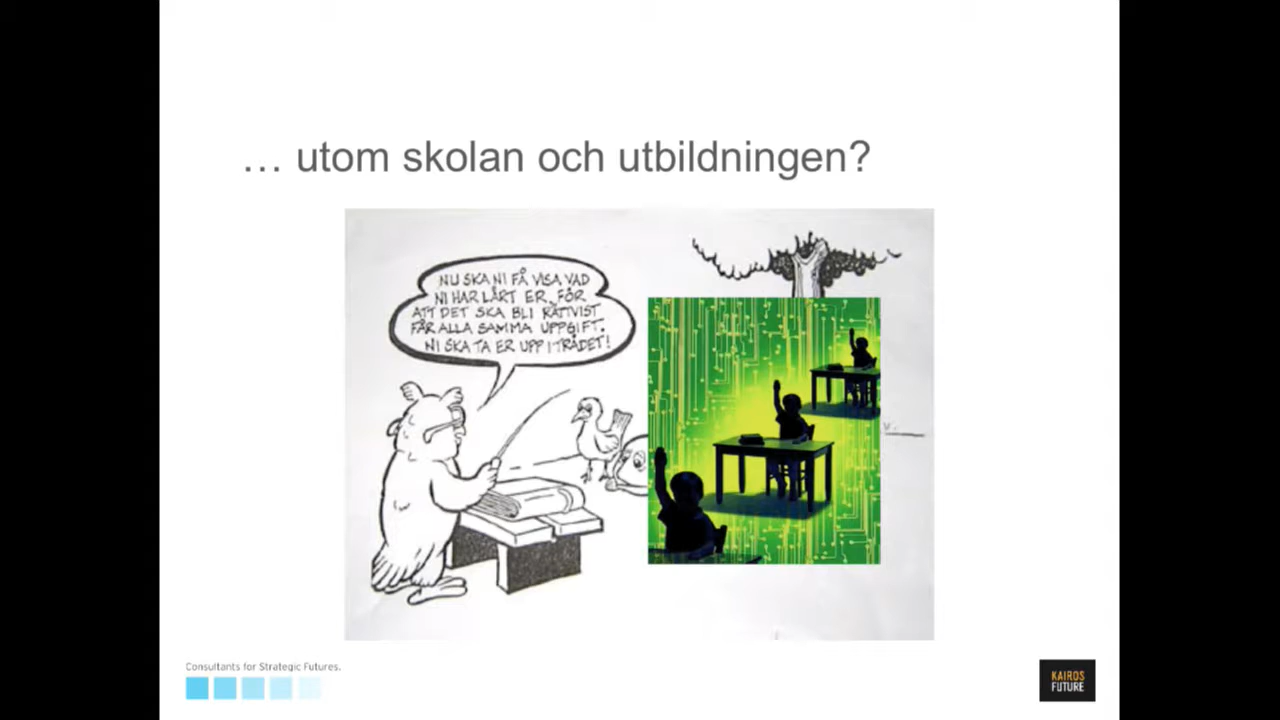 … utom skolan och utbildningen?
NU SKA NI FÅ VISA VAD
NI HAR LÄRT ER. FÖR
ATT DET SKA BLI RÄTTVIST
FÅR ALLA SAMMA UPPGIFT.
NI SKA TA ER UPP I TRÄDET!
Consultants for Strategic Futures.
KAIROS
FUTURE